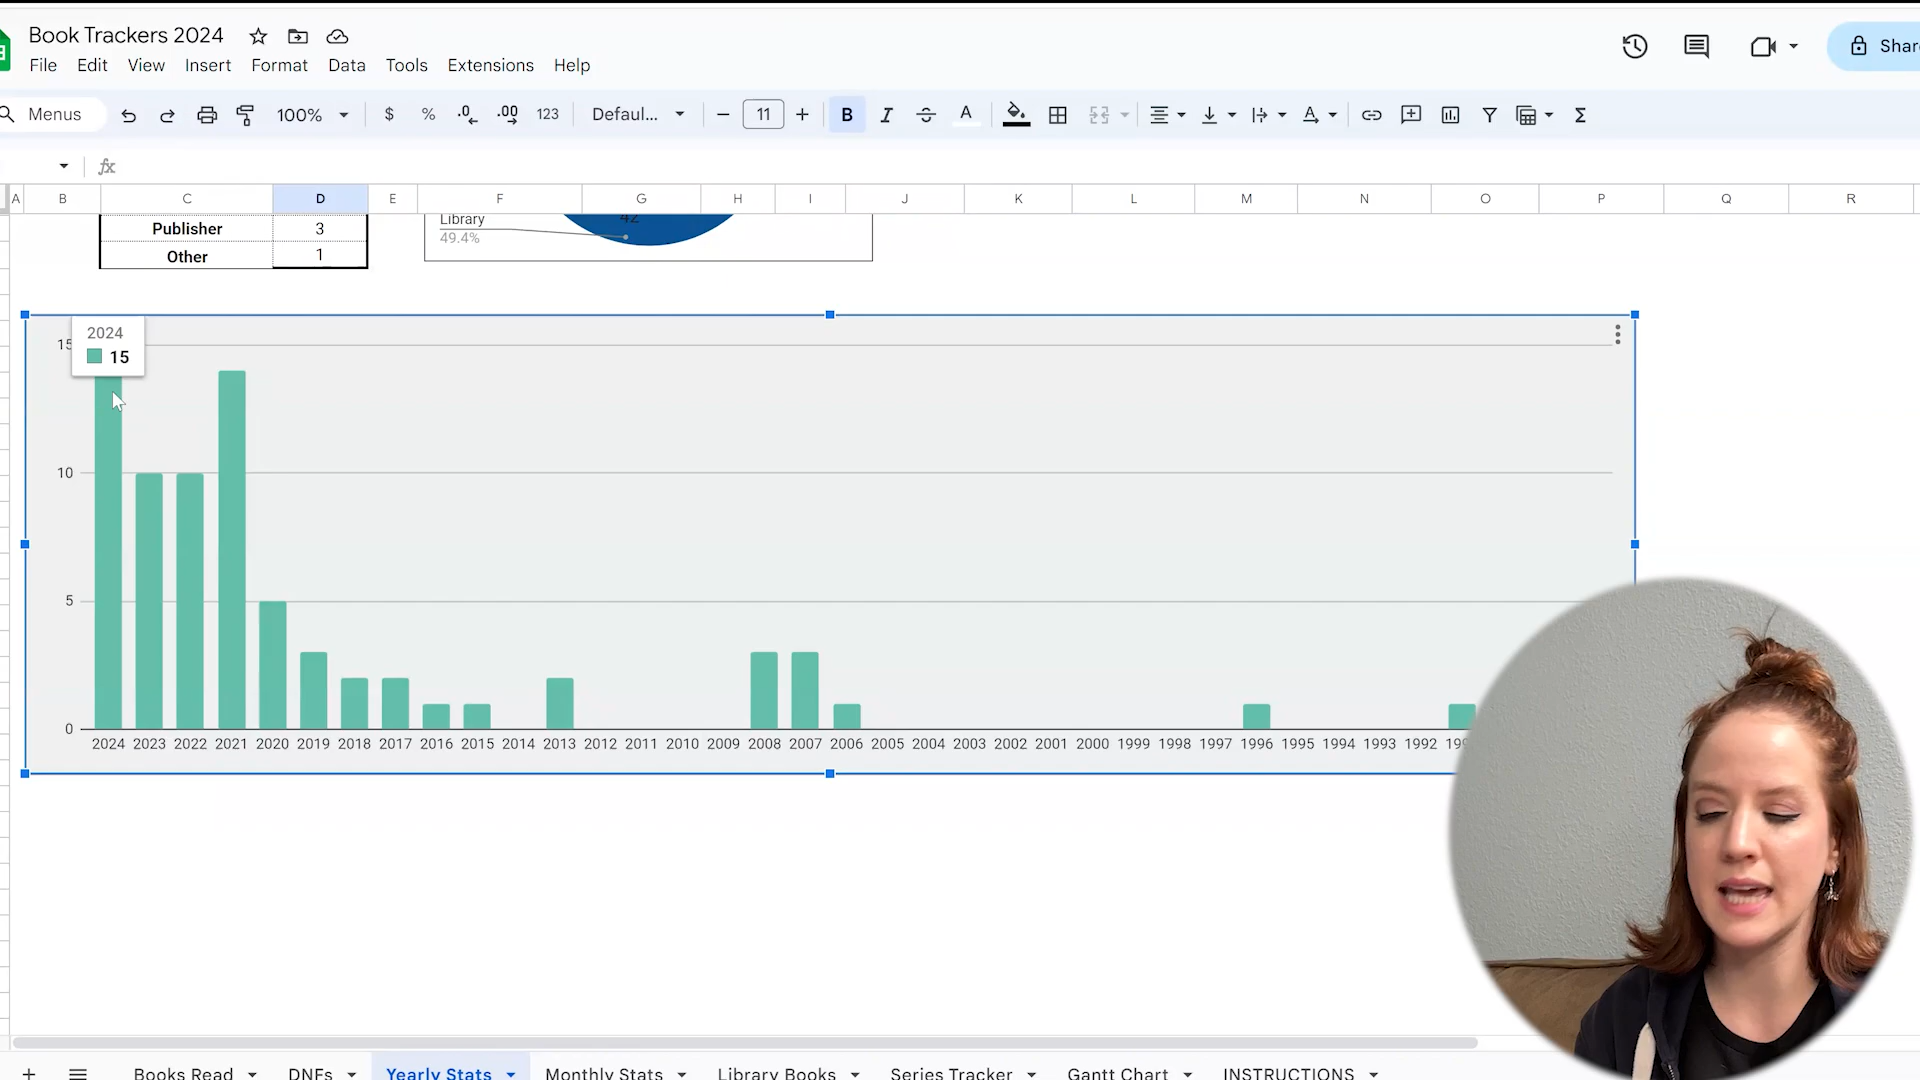 Book Trackers 2024
Share
File Edit View Insert Format Data Tools Extensions Help
Menus 100% $ % .0 .00 123 Defaul... 11 B I A
fx
A B C D E F G H I J K L M N O P Q R
Publisher 3
Other 1
Library 42
49.4%
2024
15
15
10
5
0
2024 2023 2022 2021 2020 2019 2018 2017 2016 2015 2014 2013 2012 2011 2010 2009 2008 2007 2006 2005 2004 2003 2002 2001 2000 1999 1998 1997 1996 1995 1994 1993 1992
Books Read DNFs Yearly Stats Monthly Stats Library Books Series Tracker Gantt Chart INSTRUCTIONS